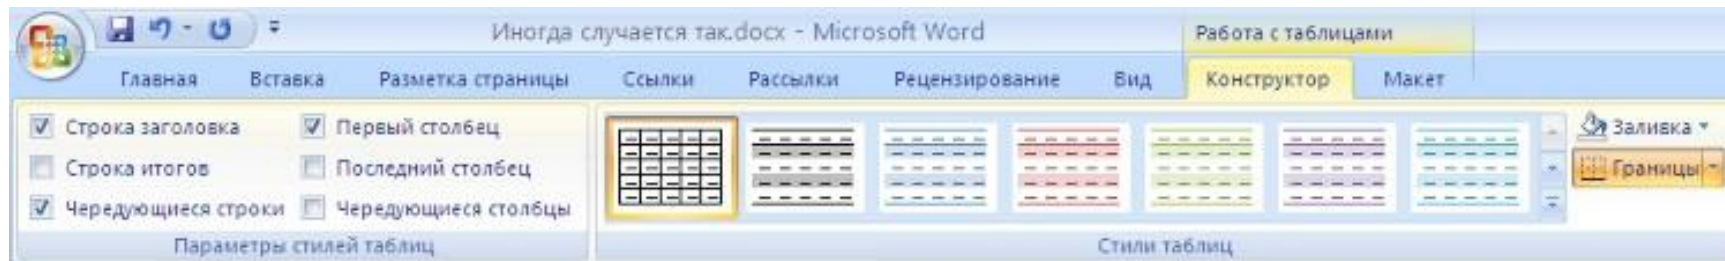 Иногда случается так.docx - Microsoft Word
Работа с таблицами
Главная Вставка Разметка страницы Ссылки Рассылки Рецензирование Вид Конструктор Макет
Строка заголовка Первый столбец
Строка итогов Последний столбец
Чередующиеся строки Чередующиеся столбцы
Параметры стилей таблиц
Стили таблиц
Заливка
Границы